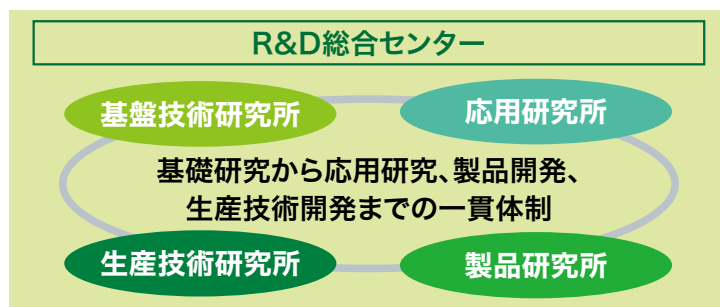 R&D総合センター
基盤技術研究所
応用研究所
基礎研究から応用研究、製品開発、
生産技術開発までの一貫体制
生産技術研究所
製品研究所